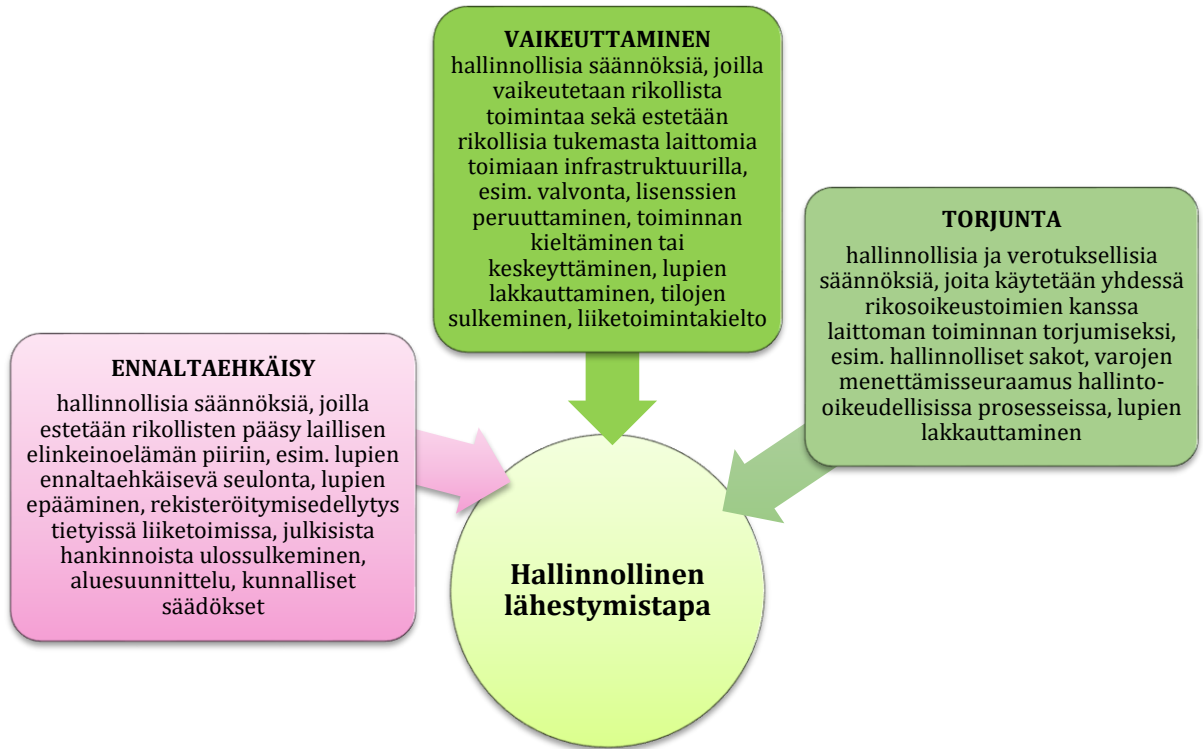 VAIKEUTTAMINEN
hallinnollisia säännöksiä, joilla
vaikeutetaan rikollista
toimintaa sekä estetään
rikollisia tukemasta laittomia
toimiaan infrastruktuurilla,
esim. valvonta, lisenssien
peruuttaminen, toiminnan
kieltäminen tai
keskeyttäminen, lupien
lakkauttaminen, tilojen
sulkeminen, liiketoimintakielto
TORJUNTA
hallinnollisia ja verotuksellisia
säännöksiä, joita käytetään yhdessä
rikosoikeustoimien kanssa
laittoman toiminnan torjumiseksi,
esim. hallinnolliset sakot, varojen
menettämisseuraamus hallinto-
oikeudellisissa prosesseissa, lupien
lakkauttaminen
ENNALTAEHKÄISY
hallinnollisia säännöksiä, joilla
estetään rikollisten pääsy laillisen
elinkeinoelämän piiriin, esim. lupien
ennaltaehkäisevä seulonta, lupien
epääminen, rekisteröitymisedellytys
tietyissä liiketoimissa, julkisista
hankinnoista ulossulkeminen,
aluesuunnittelu, kunnalliset
säädökset
Hallinnollinen
lähestymistapa